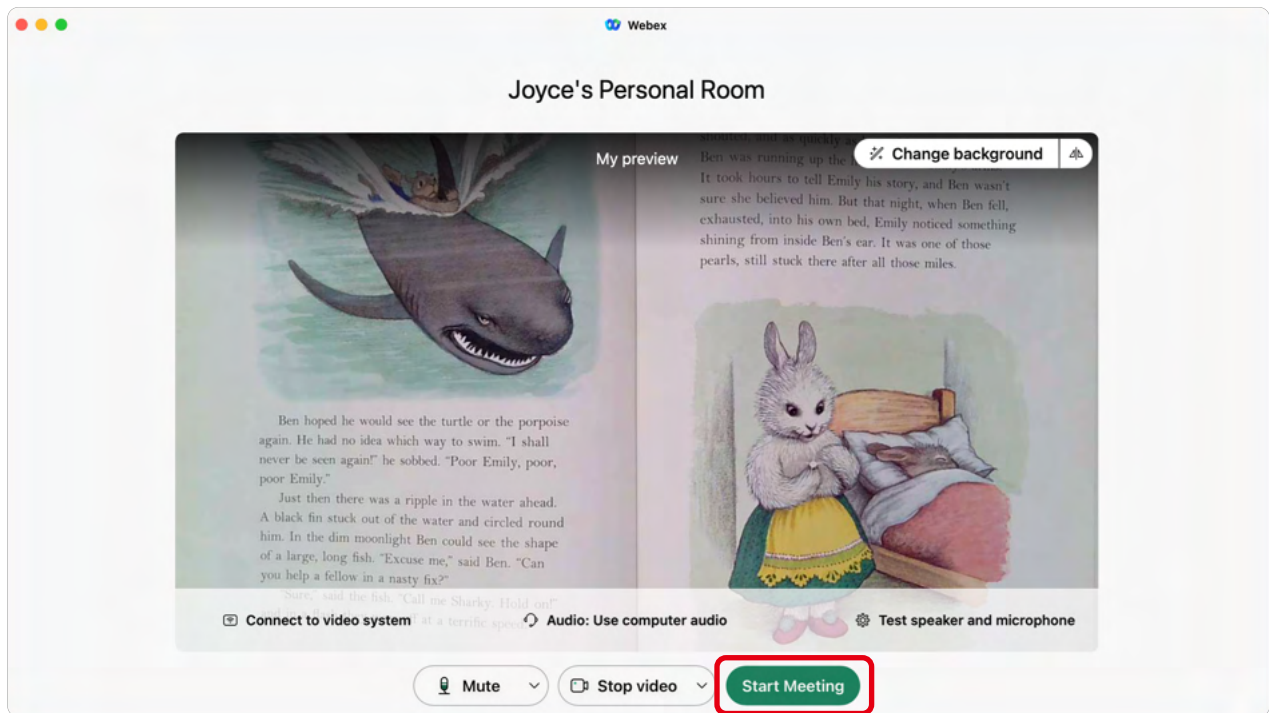 Webex
Joyce's Personal Room
My preview
Change background
Ben hoped he would see the turtle or the porpoise
again. He had no idea which way to swim. "I shall
never be seen again!" he sobbed. "Poor Emily, poor,
poor Emily."
Just then there was a ripple in the water ahead.
A black fin stuck out of the water and circled round
him. In the dim moonlight Ben could see the shape
of a large, long fish. "Excuse me," said Ben. "Can
you help a fellow in a nasty fix?"
"Sure," said the fish. "Call me Sharky. Hold on!"
at a terrific speed
shouted, and as quickly as
Ben was running up the
It took hours to tell Emily his story, and Ben wasn't
sure she believed him. But that night, when Ben fell,
exhausted, into his own bed, Emily noticed something
shining from inside Ben's ear. It was one of those
pearls, still stuck there after all those miles.
Connect to video system
Audio: Use computer audio
Test speaker and microphone
Mute
Stop video
Start Meeting